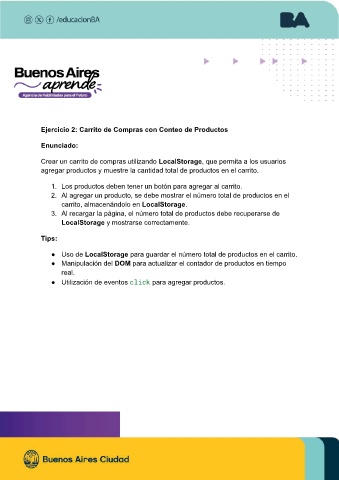 /educacionBA
BA
Buenos Aires
aprende
Agencia de Habilidades para el Futuro
Ejercicio 2: Carrito de Compras con Conteo de Productos
Enunciado:
Crear un carrito de compras utilizando LocalStorage, que permita a los usuarios
agregar productos y muestre la cantidad total de productos en el carrito.
1. Los productos deben tener un botón para agregar al carrito.
2. Al agregar un producto, se debe mostrar el número total de productos en el
carrito, almacenándolo en LocalStorage.
3. Al recargar la página, el número total de productos debe recuperarse de
LocalStorage y mostrarse correctamente.
Tips:
● Uso de LocalStorage para guardar el número total de productos en el carrito.
● Manipulación del DOM para actualizar el contador de productos en tiempo
real.
● Utilización de eventos click para agregar productos.
Buenos Aires Ciudad